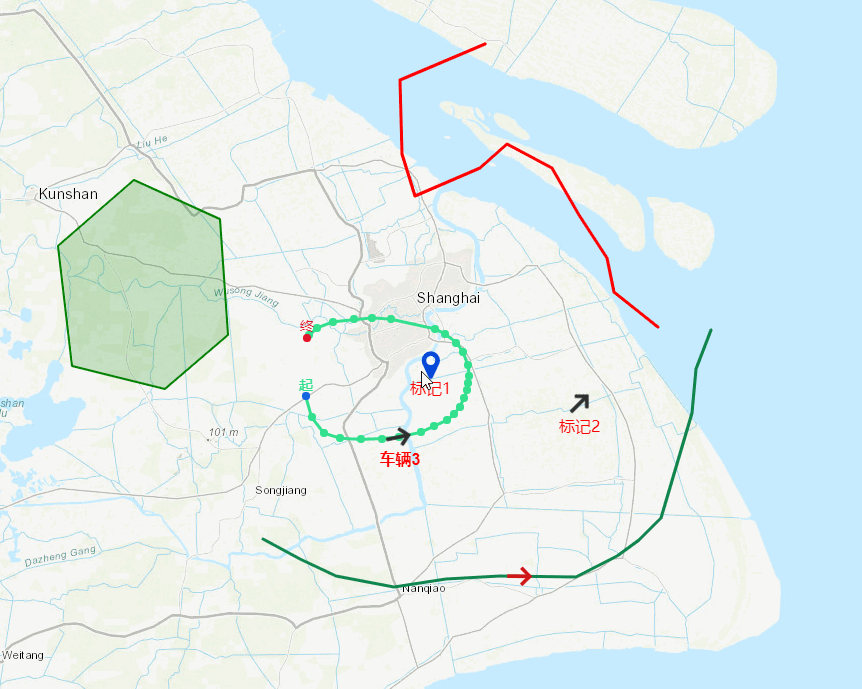 Liu He
Kunshan
Wusong Jiang
Shanghai
终
起
标记1
标记2
shan
101 m
车辆3
Songjiang
Dazheng Gang
Nanqiao
Weitang